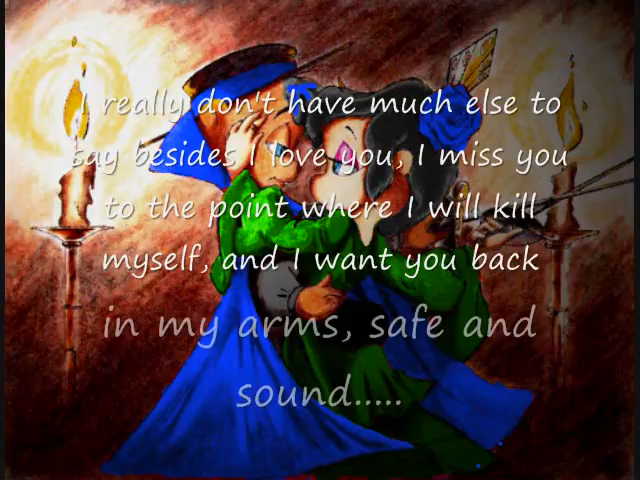 I really don't have much else to
say besides I love you, I miss you
to the point where I will kill
myself, and I want you back
in my arms, safe and
sound.....